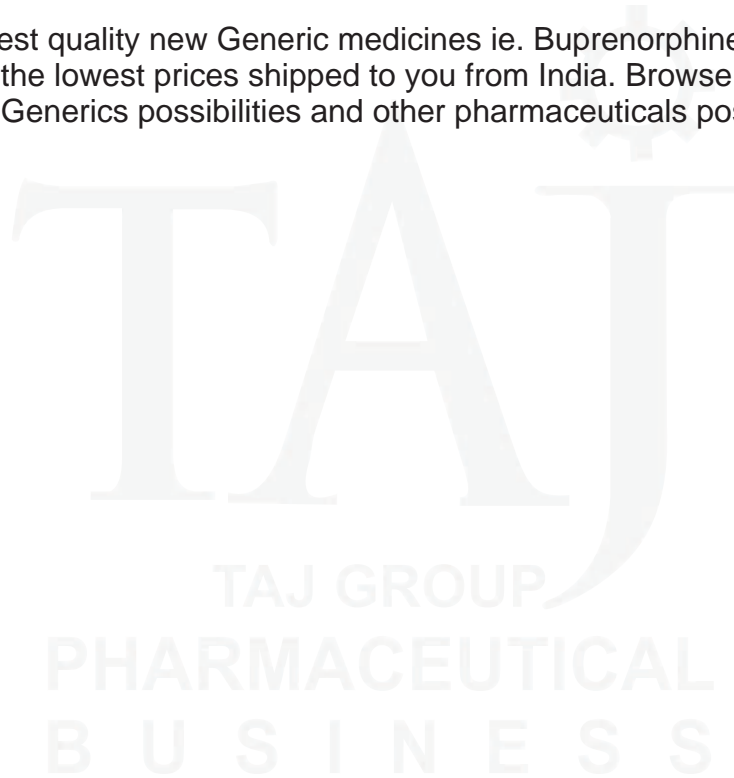 est quality new Generic medicines ie. Buprenorphine
the lowest prices shipped to you from India. Browse
Generics possibilities and other pharmaceuticals pos
TAJ
TAJ GROUP
PHARMACEUTICAL
BUSINESS